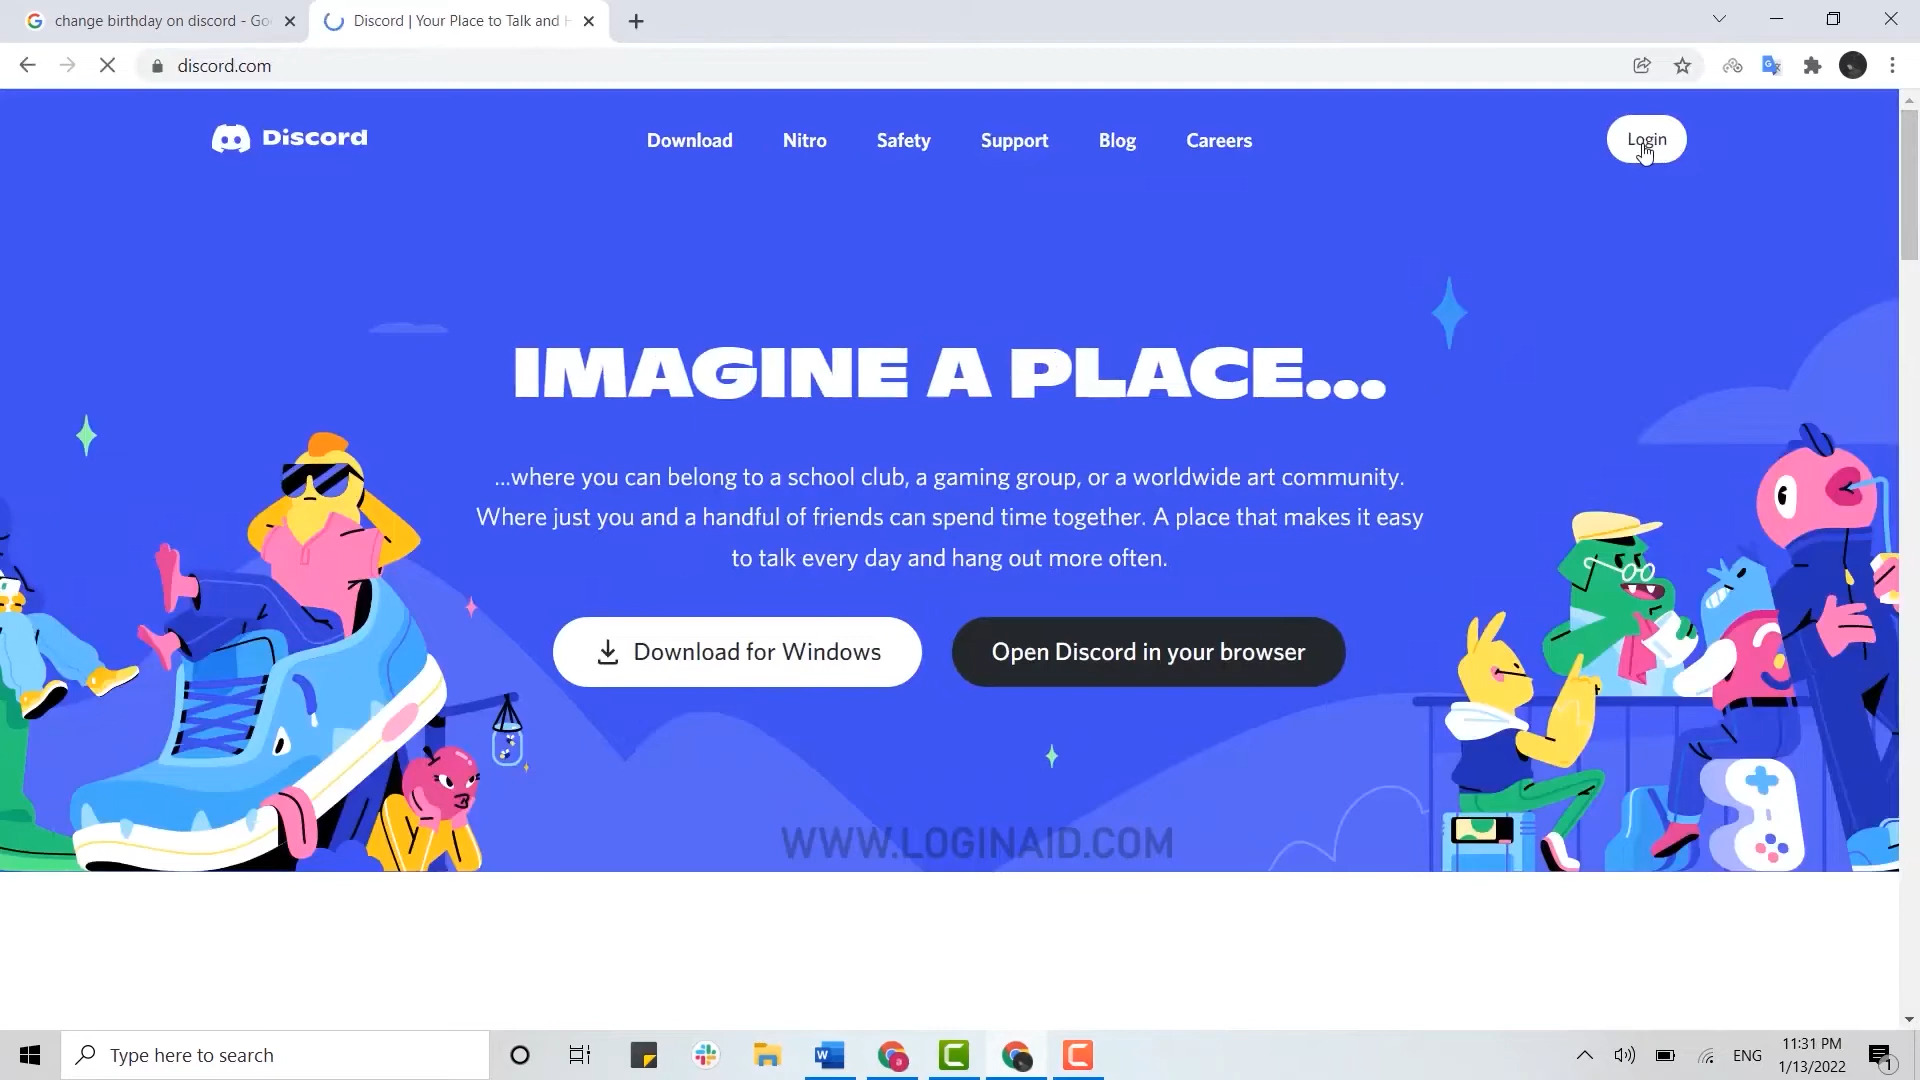 change birthday on discord - Go
Discord | Your Place to Talk and H
discord.com
Discord
Download
Nitro
Safety
Support
Blog
Careers
Login
IMAGINE A PLACE...
...where you can belong to a school club, a gaming group, or a worldwide art community.
Where just you and a handful of friends can spend time together. A place that makes it easy
to talk every day and hang out more often.
Download for Windows
Open Discord in your browser
WWW.LOGINAID.COM
Type here to search
ENG
11:31 PM
1/13/2022
1